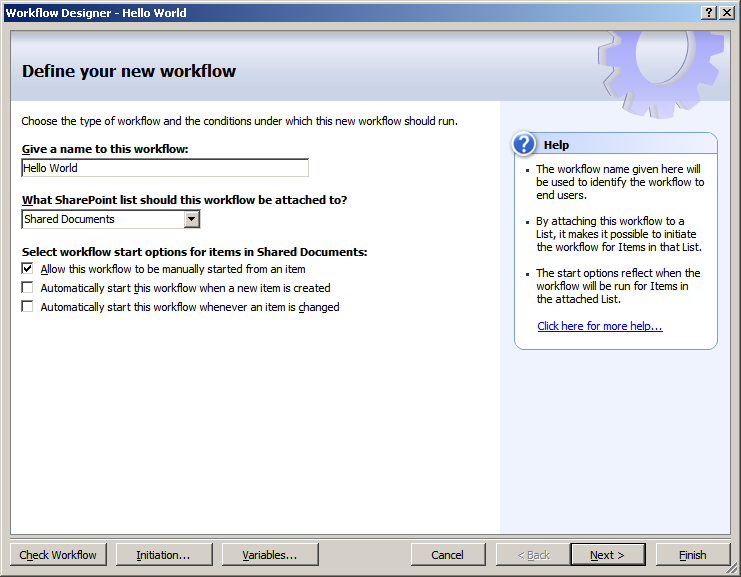 Workflow Designer - Hello World
Define your new workflow
Choose the type of workflow and the conditions under which this new workflow should run.
Give a name to this workflow:
Hello World
What SharePoint list should this workflow be attached to?
Shared Documents
Select workflow start options for items in Shared Documents:
Allow this workflow to be manually started from an item
Automatically start this workflow when a new item is created
Automatically start this workflow whenever an item is changed
Help
The workflow name given here will
be used to identify the workflow to
end users.
By attaching this workflow to a
List, it makes it possible to initiate
the workflow for Items in that List.
The start options reflect when the
workflow will be run for Items in
the attached List.
Click here for more help...
Check Workflow
Initiation...
Variables...
Cancel
< Back
Next >
Finish